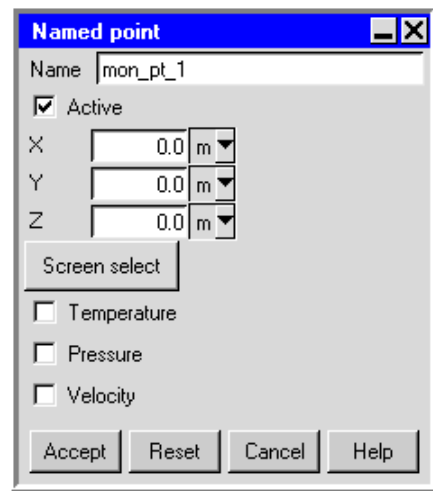 Named point
Name mon_pt_1
Active
X 0.0 m
Y 0.0 m
Z 0.0 m
Screen select
Temperature
Pressure
Velocity
Accept Reset Cancel Help